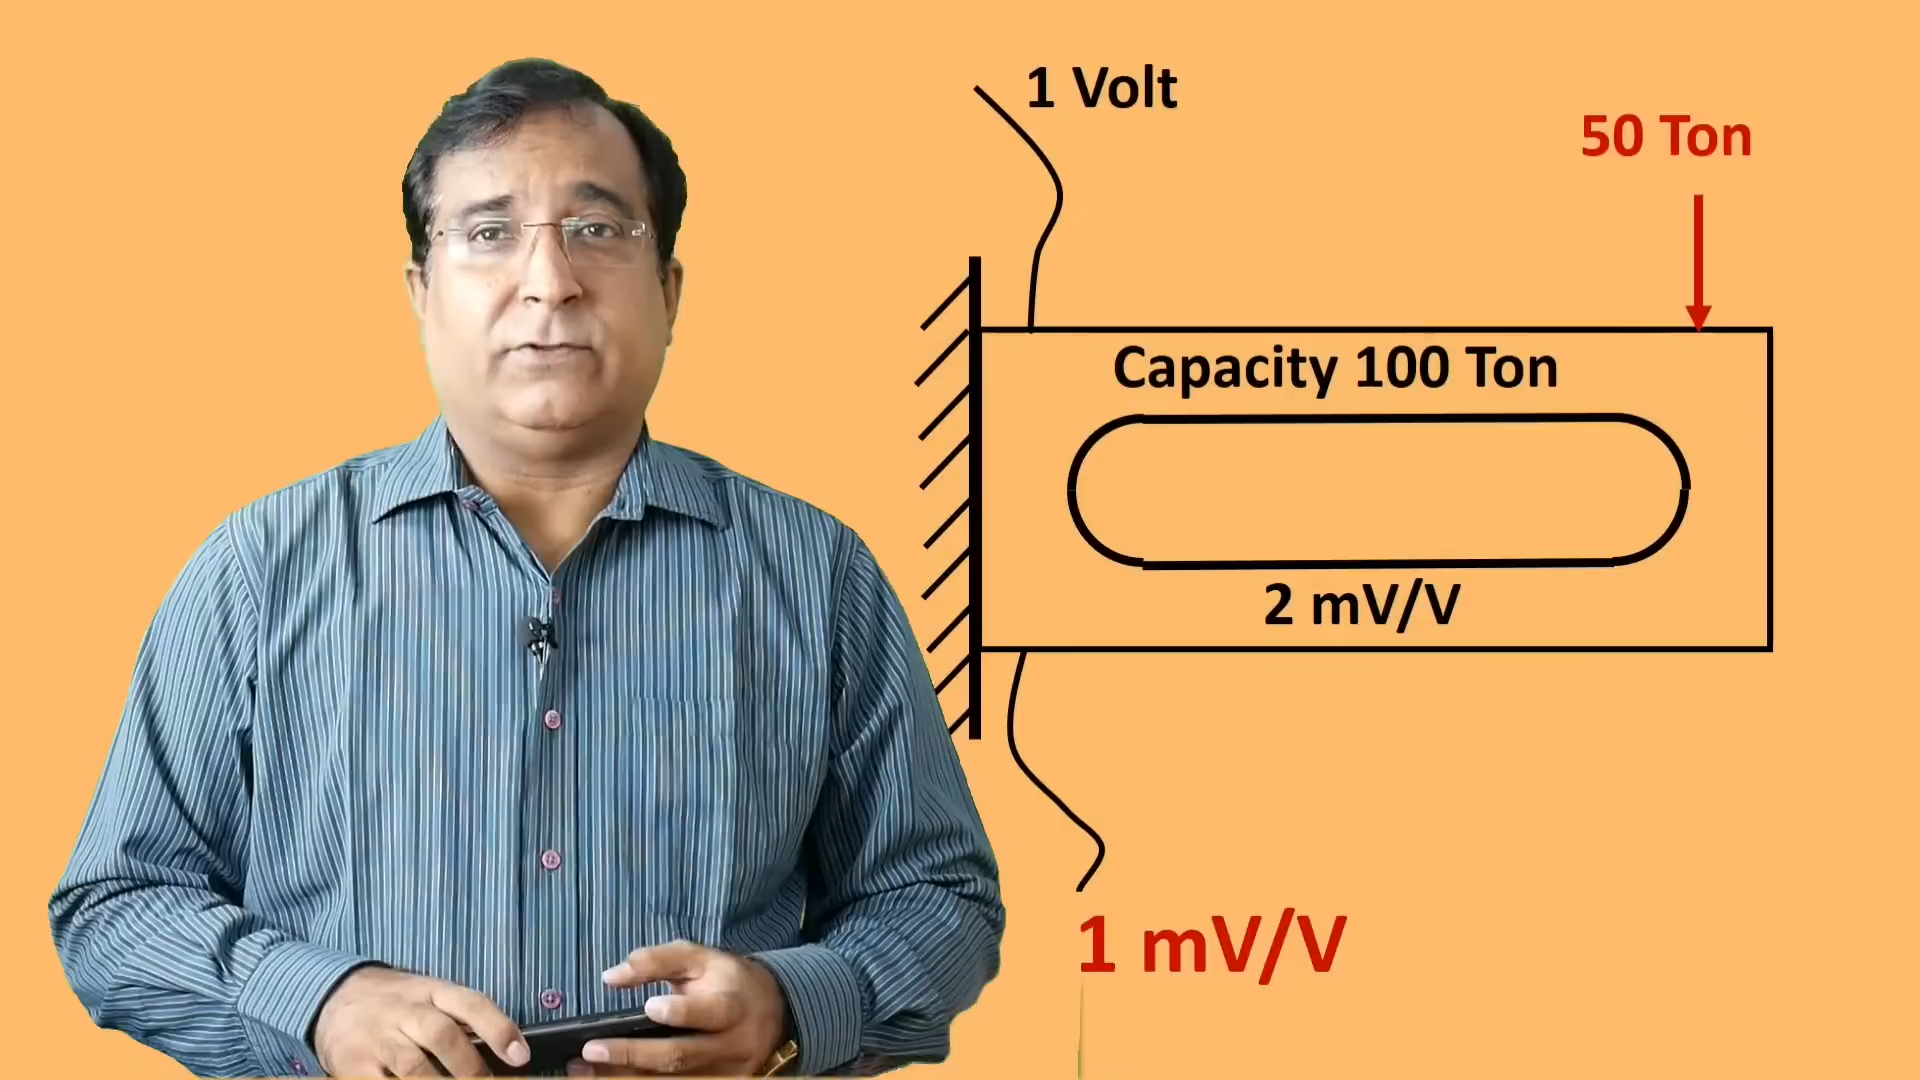 1 Volt
50 Ton
Capacity 100 Ton
2 mV/V
1 mV/V